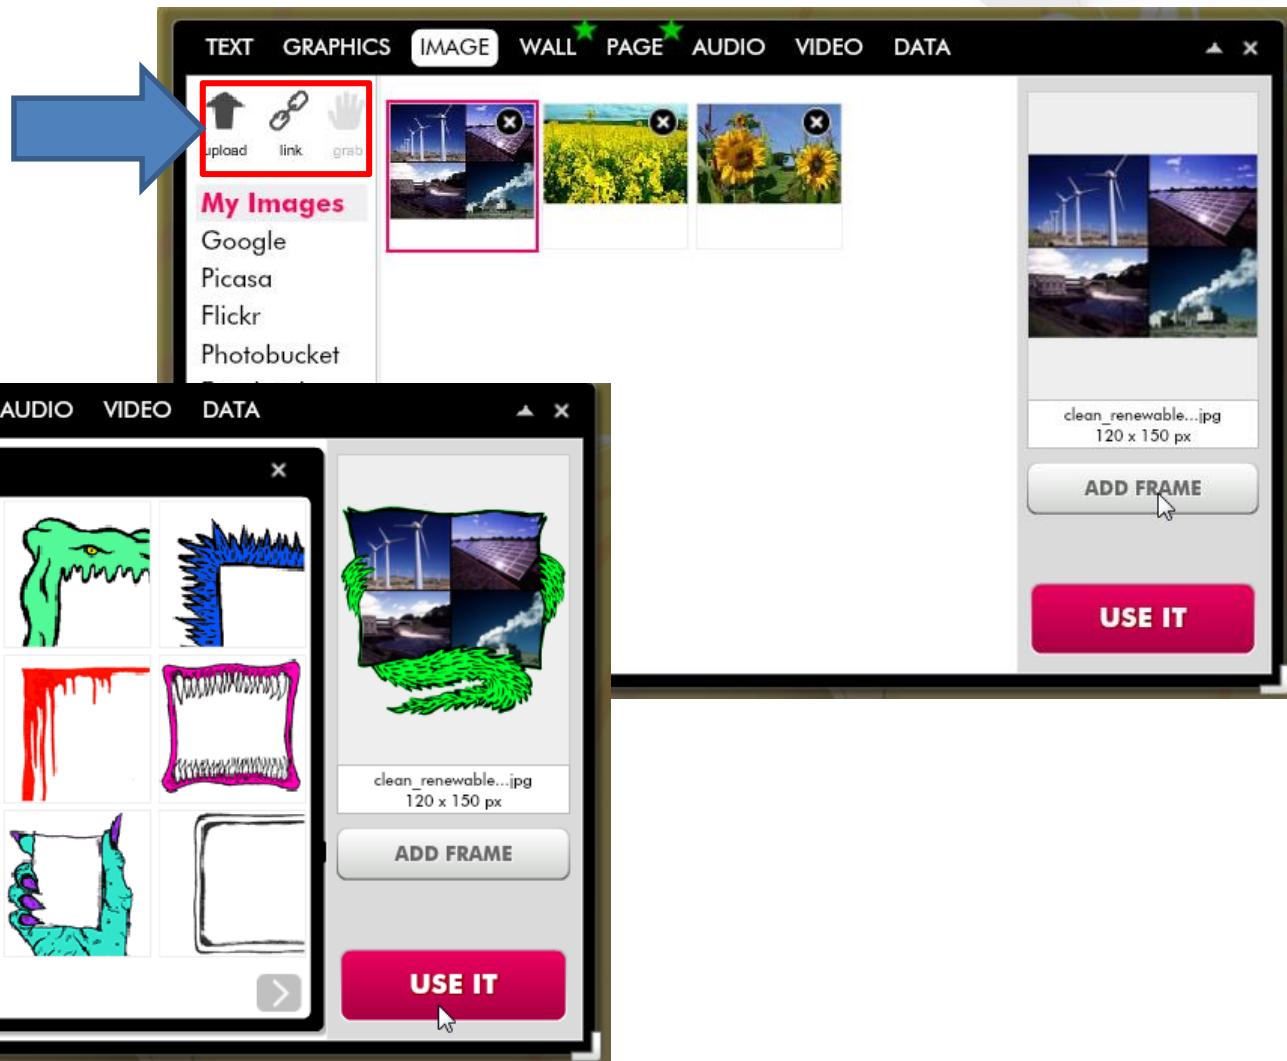 TEXT GRAPHICS IMAGE WALL PAGE AUDIO VIDEO DATA
upload link grab
My Images
Google
Picasa
Flickr
Photobucket
clean_renewable...jpg
120 x 150 px
ADD FRAME
USE IT
AUDIO VIDEO DATA
clean_renewable...jpg
120 x 150 px
ADD FRAME
USE IT